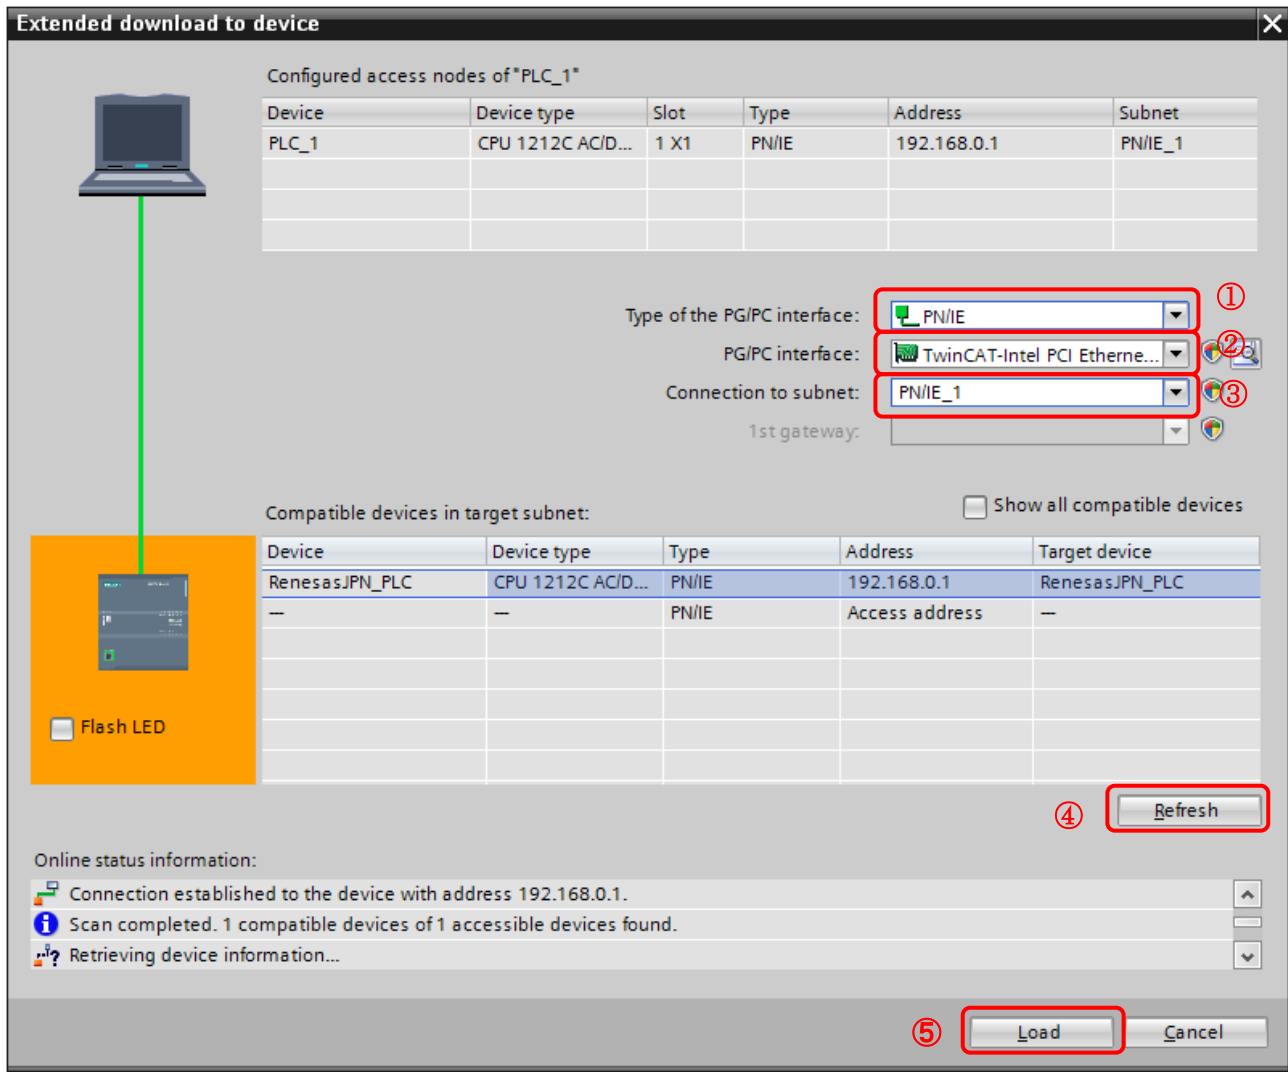 Extended download to device
Configured access nodes of "PLC_1"
Device Device type Slot Type Address Subnet
PLC_1 CPU 1212C AC/D... 1 X1 PN/IE 192.168.0.1 PN/IE_1
Type of the PG/PC interface: PN/IE ①
PG/PC interface: TwinCAT-Intel PCI Etherne... ②
Connection to subnet: PN/IE_1 ③
1st gateway:
Compatible devices in target subnet: Show all compatible devices
Device Device type Type Address Target device
RenesasJPN_PLC CPU 1212C AC/D... PN/IE 192.168.0.1 RenesasJPN_PLC
— — PN/IE Access address —
Flash LED
④ Refresh
Online status information:
Connection established to the device with address 192.168.0.1.
Scan completed. 1 compatible devices of 1 accessible devices found.
Retrieving device information...
⑤ Load Cancel